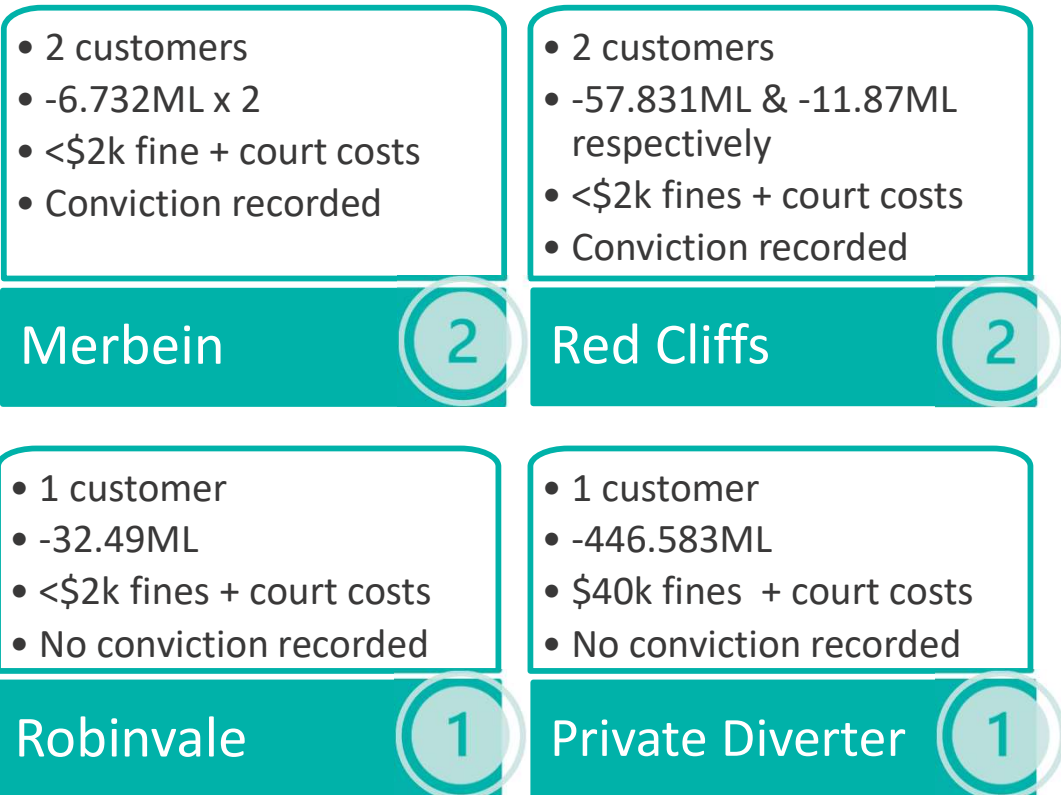 • 2 customers
• -6.732ML x 2
• <$2k fine + court costs
• Conviction recorded
Merbein
2
• 2 customers
• -57.831ML & -11.87ML
respectively
• <$2k fines + court costs
• Conviction recorded
Red Cliffs
2
• 1 customer
• -32.49ML
• <$2k fines + court costs
• No conviction recorded
Robinvale
1
• 1 customer
• -446.583ML
• $40k fines  + court costs
• No conviction recorded
Private Diverter
1